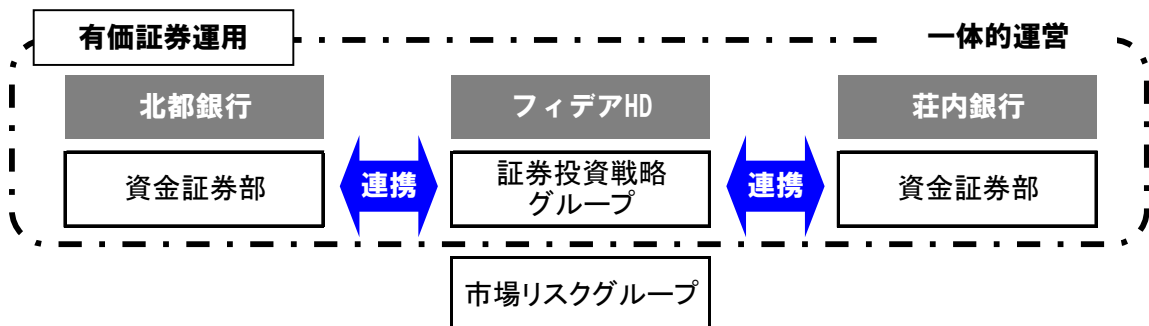 有価証券運用
一体的運営
北都銀行
フィデアHD
荘内銀行
資金証券部
連携
証券投資戦略
グループ
連携
資金証券部
市場リスクグループ